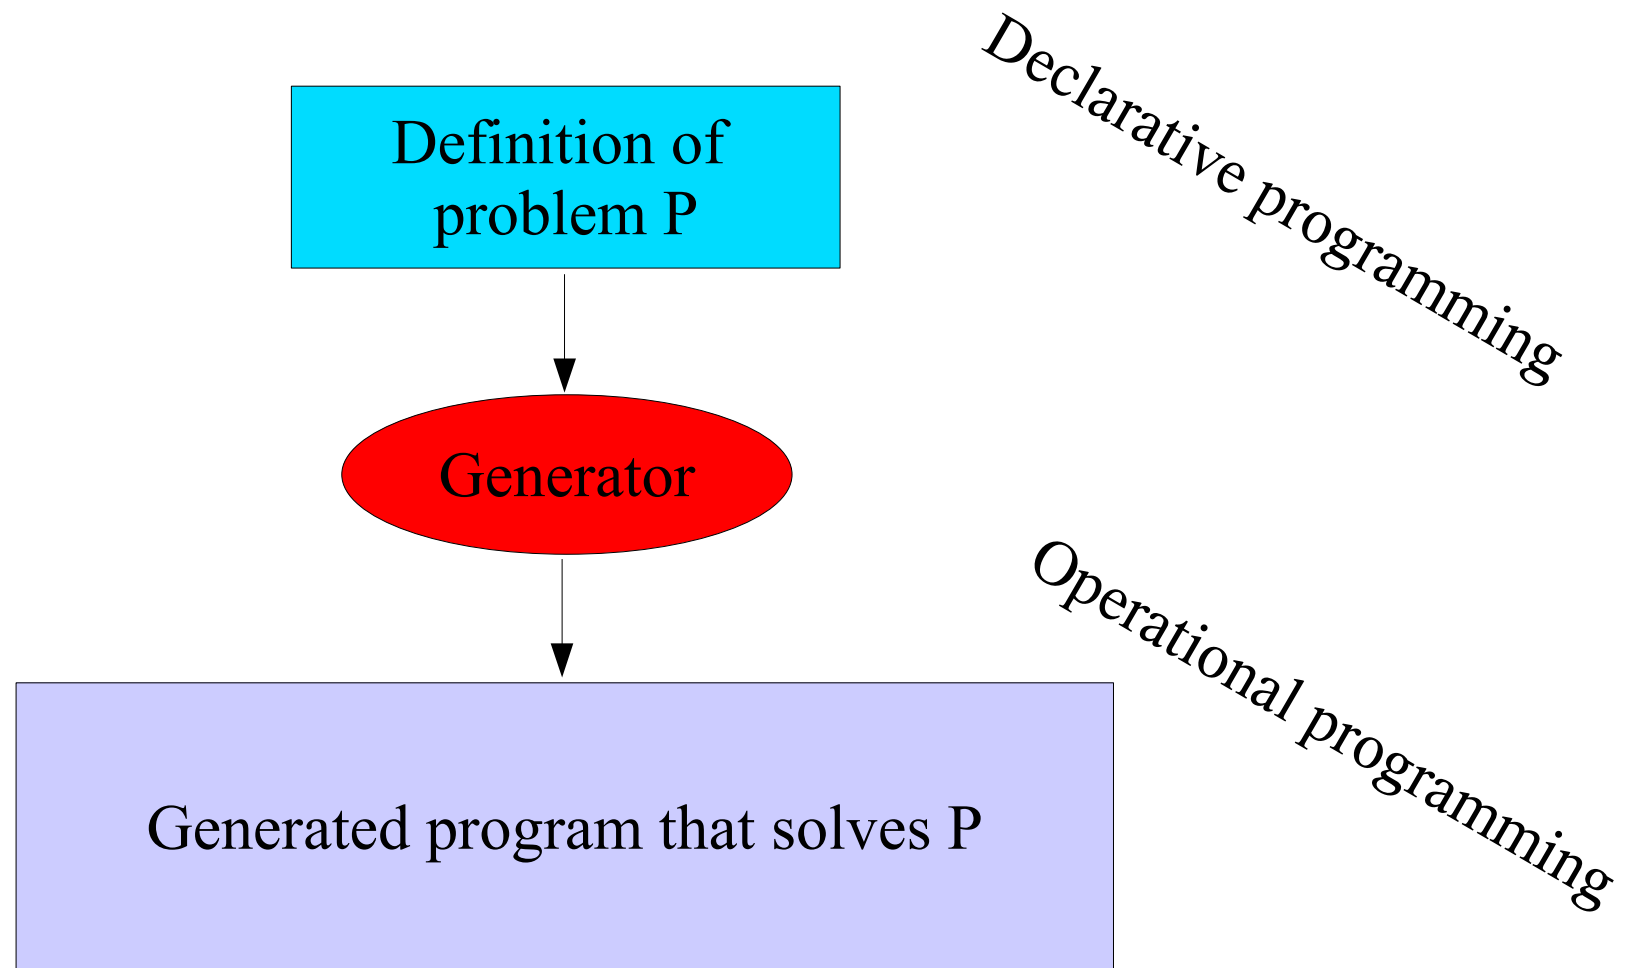 Declarative programming
Definition of
problem P
Generator
Operational programming
Generated program that solves P